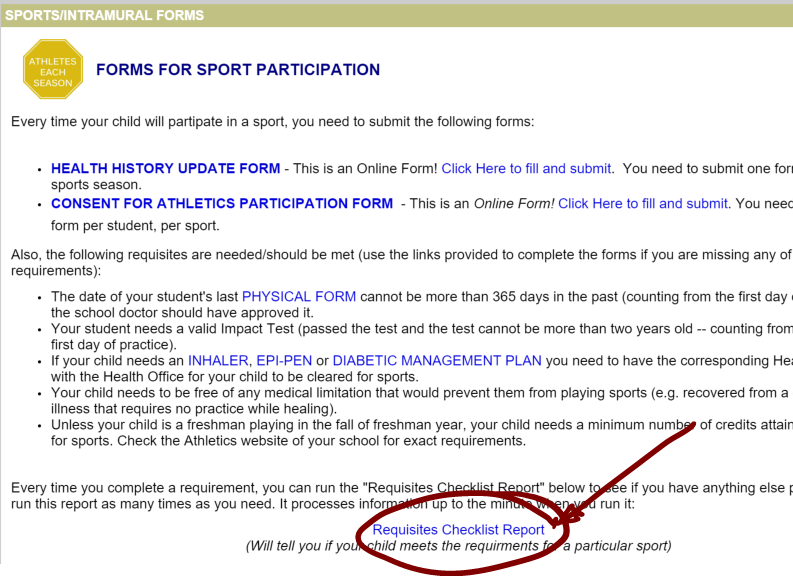 SPORTS/INTRAMURAL FORMS
ATHLETES
EACH
SEASON
FORMS FOR SPORT PARTICIPATION
Every time your child will partipate in a sport, you need to submit the following forms:
• HEALTH HISTORY UPDATE FORM - This is an Online Form! Click Here to fill and submit. You need to submit one for
sports season.
• CONSENT FOR ATHLETICS PARTICIPATION FORM - This is an Online Form! Click Here to fill and submit. You need
form per student, per sport.
Also, the following requisites are needed/should be met (use the links provided to complete the forms if you are missing any of
requirements):
• The date of your student's last PHYSICAL FORM cannot be more than 365 days in the past (counting from the first day
the school doctor should have approved it.
• Your student needs a valid Impact Test (passed the test and the test cannot be more than two years old -- counting from
first day of practice).
• If your child needs an INHALER, EPI-PEN or DIABETIC MANAGEMENT PLAN you need to have the corresponding Hea
with the Health Office for your child to be cleared for sports.
• Your child needs to be free of any medical limitation that would prevent them from playing sports (e.g. recovered from a
illness that requires no practice while healing).
• Unless your child is a freshman playing in the fall of freshman year, your child needs a minimum number of credits attain
for sports. Check the Athletics website of your school for exact requirements.
Every time you complete a requirement, you can run the "Requisites Checklist Report" below to see if you have anything else p
run this report as many times as you need. It processes information up to the minute when you run it:
Requisites Checklist Report
(Will tell you if your child meets the requirments for a particular sport)